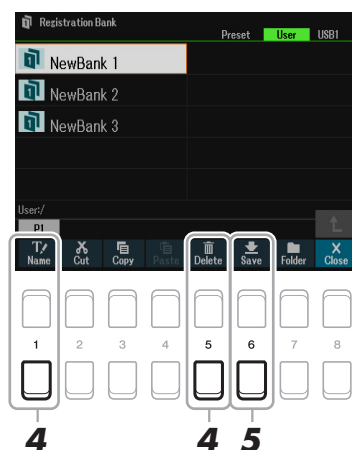 Registration Bank
Preset User USB1
NewBank 1
NewBank 2
NewBank 3
User:/
P1
Name Cut Copy Paste Delete Save Folder Close
1 2 3 4 5 6 7 8
4 4 5